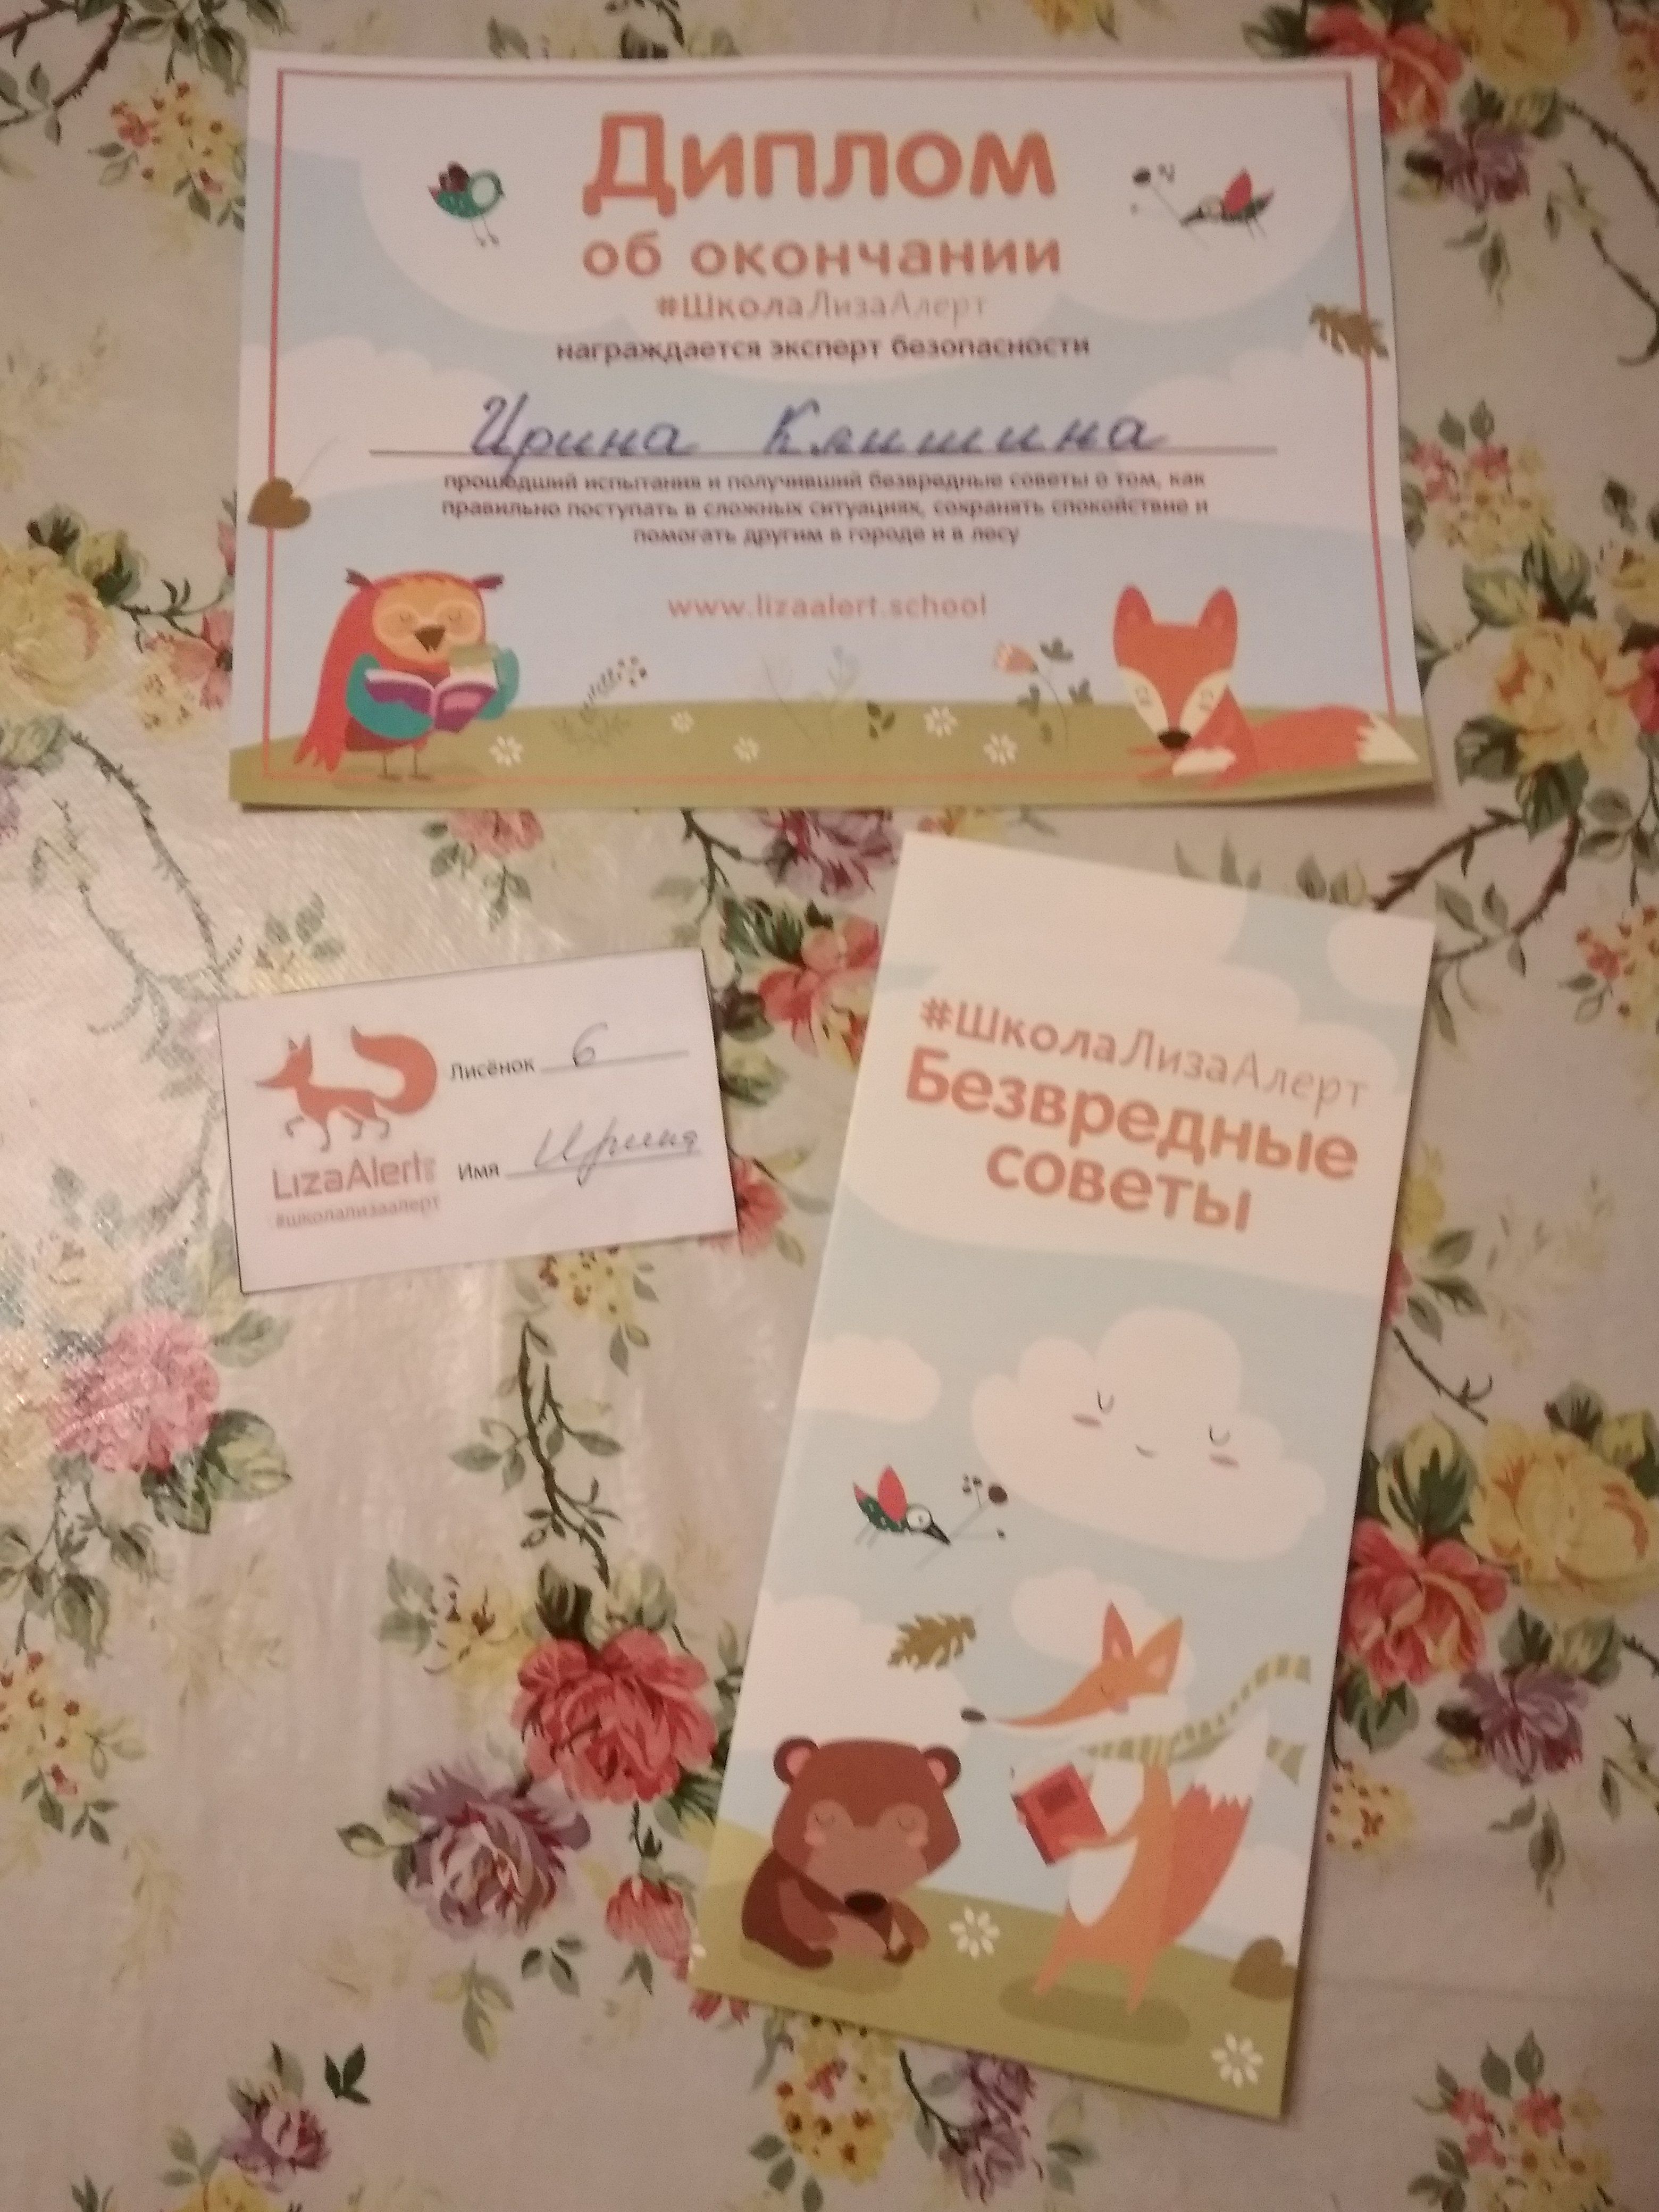 Диплом
об окончании
#ШколаЛизаАлерт
награждается эксперт безопасности
Ирина Клишина
прошедший испытания и получивший безвредные советы о том, как
правильно поступать в сложных ситуациях, сохранять спокойствие и
помогать другим в городе и в лесу
www.lizaalert.school
Лисёнок 6
Имя Ирина
LizaAlert
#школализаалерт
#ШколаЛизаАлерт
Безвредные
советы